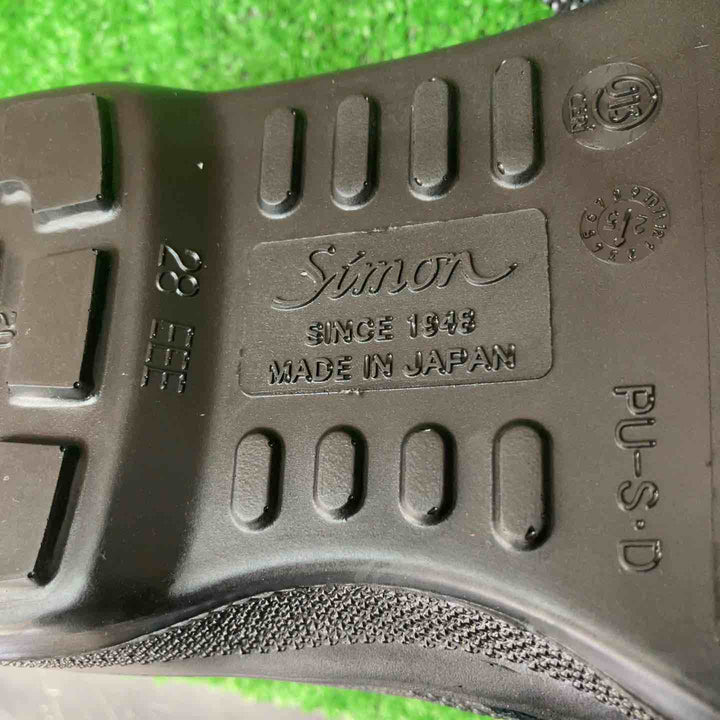 Simon
SINCE 1948
MADE IN JAPAN
28 EEE
PU-S·D